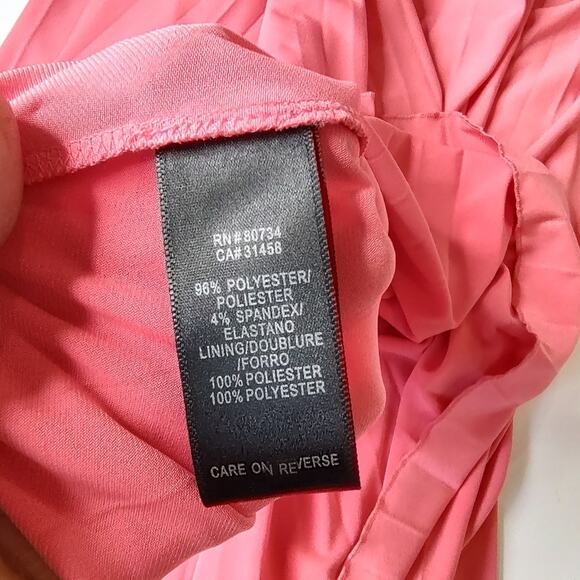 RN#80734
CA#31456
96% POLYESTER/
POLIESTER
4% SPANDEX/
ELASTANO
LINING/DOUBLURE
/FORRO
100% POLIESTER
100% POLYESTER
CARE ON REVERSE